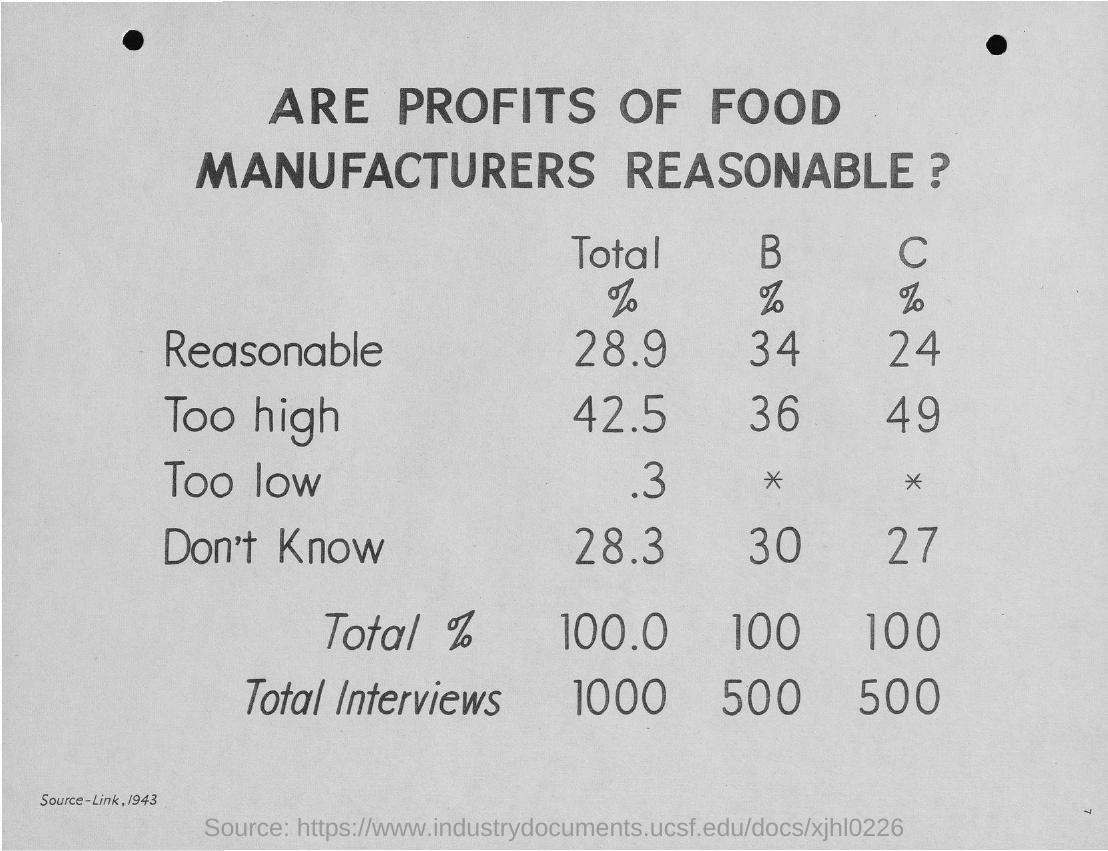 ARE PROFITS OF FOOD
MANUFACTURERS REASONABLE?
Total B C
% % %
Reasonable 28.9 34 24
Too high 42.5 36 49
Too low .3 * *
Don't Know 28.3 30 27
Total % 100.0 100 100
Total Interviews 1000 500 500
Source-Link, 1943
Source: https://www.industrydocuments.ucsf.edu/docs/xjhl0226